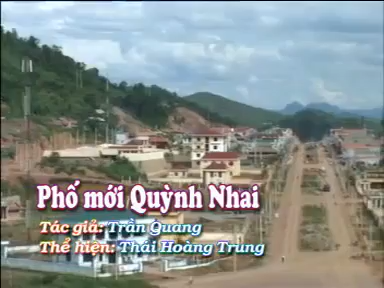 Phố mới Quỳnh Nhai
Tác giả: Trần Quang
Thể hiện: Thái Hoàng Trung